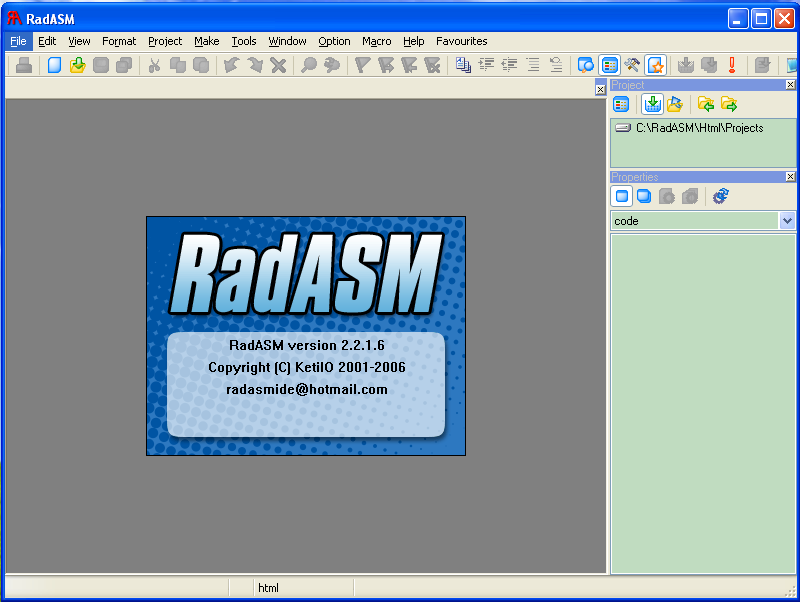 RadASM
File Edit View Format Project Make Tools Window Option Macro Help Favourites
Project
C:\RadASM\Html\Projects
Properties
code
RadASM
RadASM version 2.2.1.6
Copyright (C) KetilO 2001-2006
radasmide@hotmail.com
html